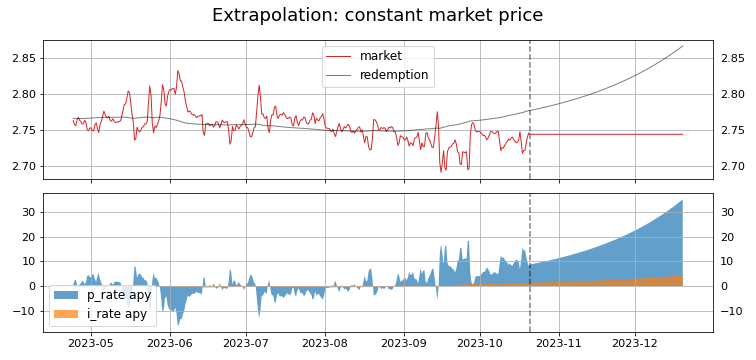 Extrapolation: constant market price
market
redemption
2.85 2.85
2.80 2.80
2.75 2.75
2.70 2.70
30 30
20 20
10 10
0 0
−10 −10
p_rate apy
i_rate apy
2023-05 2023-06 2023-07 2023-08 2023-09 2023-10 2023-11 2023-12